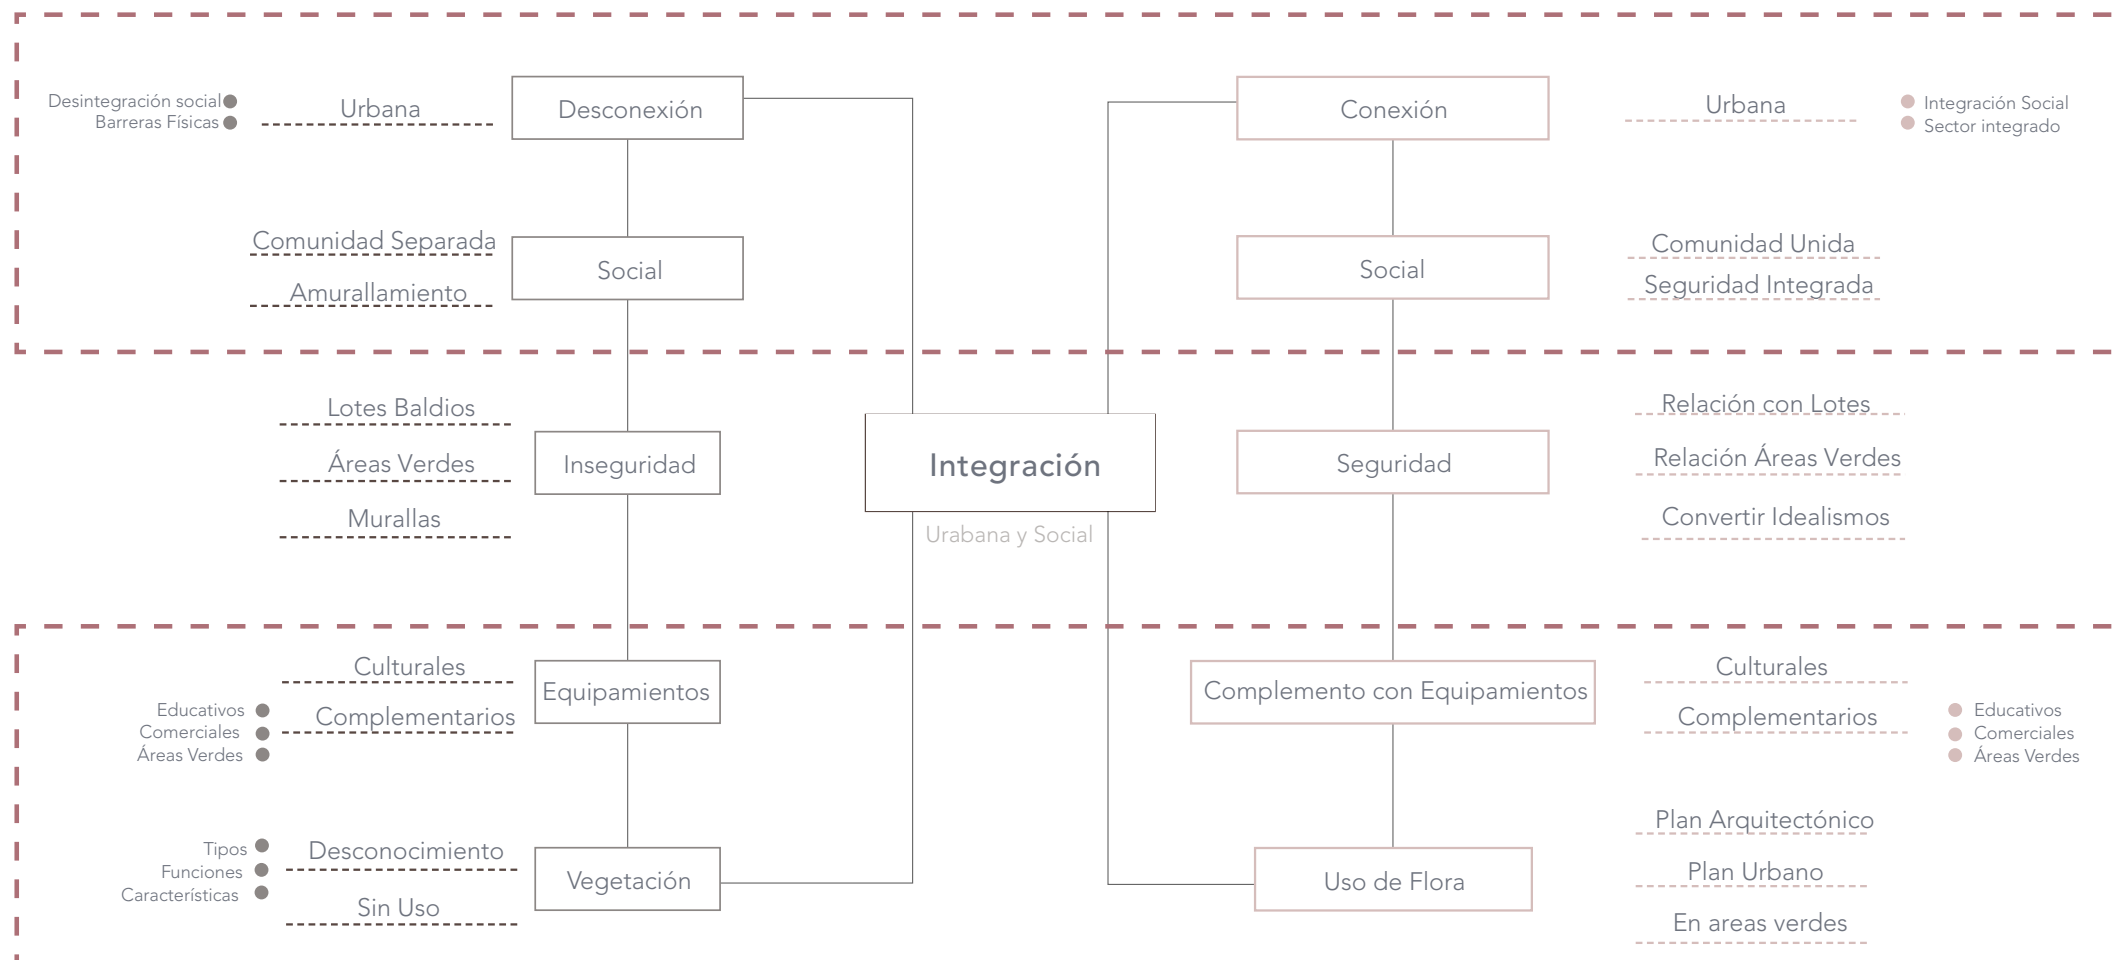 Desintegración social
Barreras Físicas
Urbana
Desconexión
Comunidad Separada
Amurallamiento
Social
Lotes Baldios
Áreas Verdes
Murallas
Inseguridad
Culturales
Complementarios
Educativos
Comerciales
Áreas Verdes
Equipamientos
Tipos
Funciones
Características
Desconocimiento
Sin Uso
Vegetación
Integración
Urabana y Social
Conexión
Urbana
Integración Social
Sector integrado
Social
Comunidad Unida
Seguridad Integrada
Seguridad
Relación con Lotes
Relación Áreas Verdes
Convertir Idealismos
Complemento con Equipamientos
Culturales
Complementarios
Educativos
Comerciales
Áreas Verdes
Uso de Flora
Plan Arquitectónico
Plan Urbano
En areas verdes